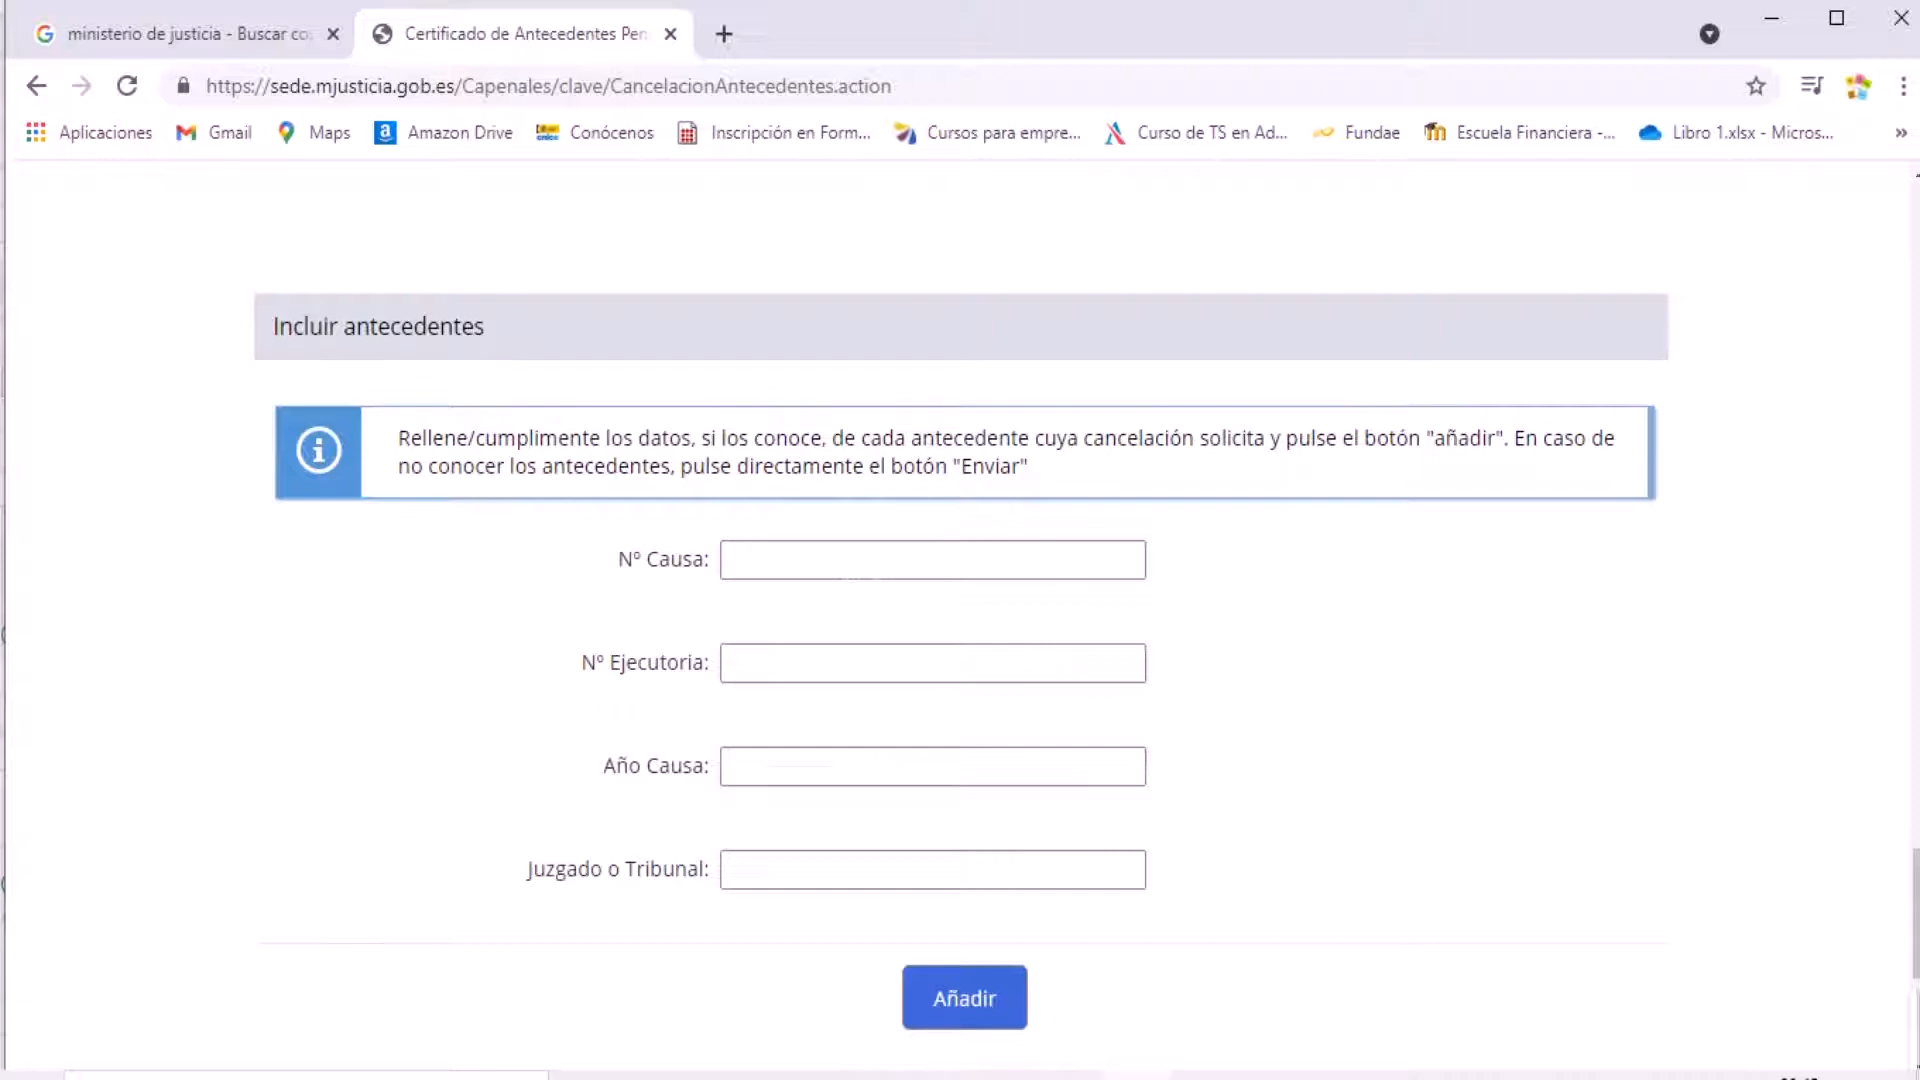 ministerio de justicia - Buscar co
Certificado de Antecedentes Pen
https://sede.mjusticia.gob.es/Capenales/clave/CancelacionAntecedentes.action
Aplicaciones
Gmail
Maps
Amazon Drive
Conócenos
Inscripción en Form...
Cursos para empre...
Curso de TS en Ad...
Fundae
Escuela Financiera -...
Libro 1.xlsx - Micros...
»
Incluir antecedentes
Rellene/cumplimente los datos, si los conoce, de cada antecedente cuya cancelación solicita y pulse el botón "añadir". En caso de
no conocer los antecedentes, pulse directamente el botón "Enviar"
Nº Causa:
Nº Ejecutoria:
Año Causa:
Juzgado o Tribunal:
Añadir